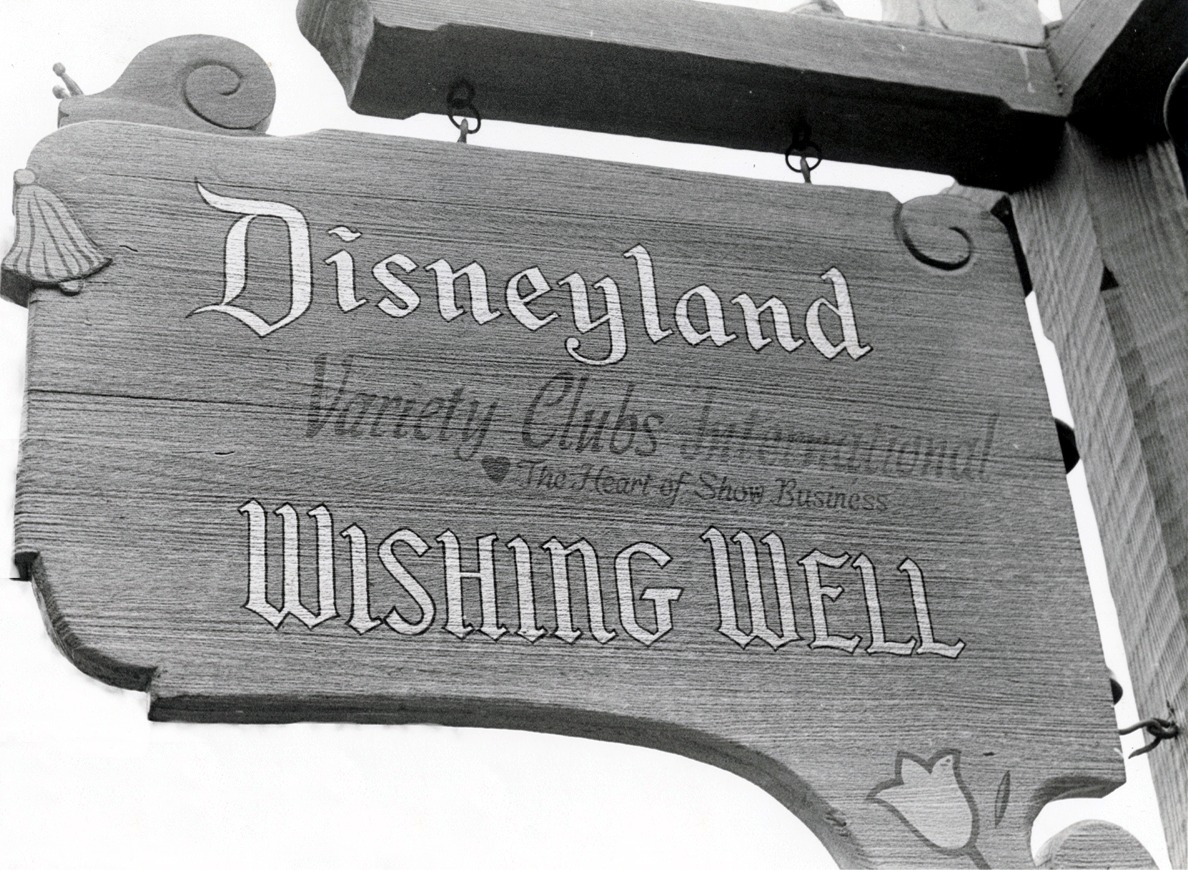 Disneyland
Variety Clubs International
The Heart of Show Business
WISHING WELL